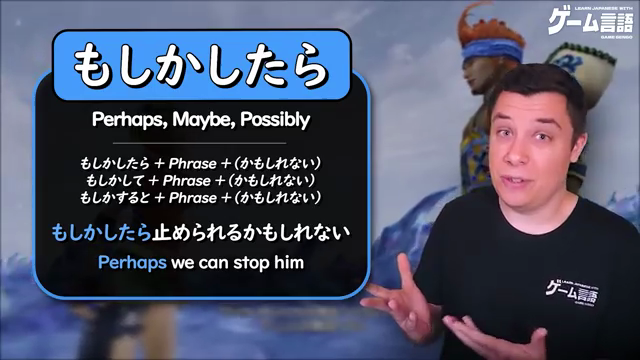 もしかしたら
Perhaps, Maybe, Possibly
もしかしたら + Phrase + (かもしれない)
もしかして + Phrase + (かもしれない)
もしかすると + Phrase + (かもしれない)
もしかしたら止められるかもしれない
Perhaps we can stop him
LEARN JAPANESE WITH
ゲーム言語
GAME GENGO
LEARN JAPANESE WITH
ゲーム言語